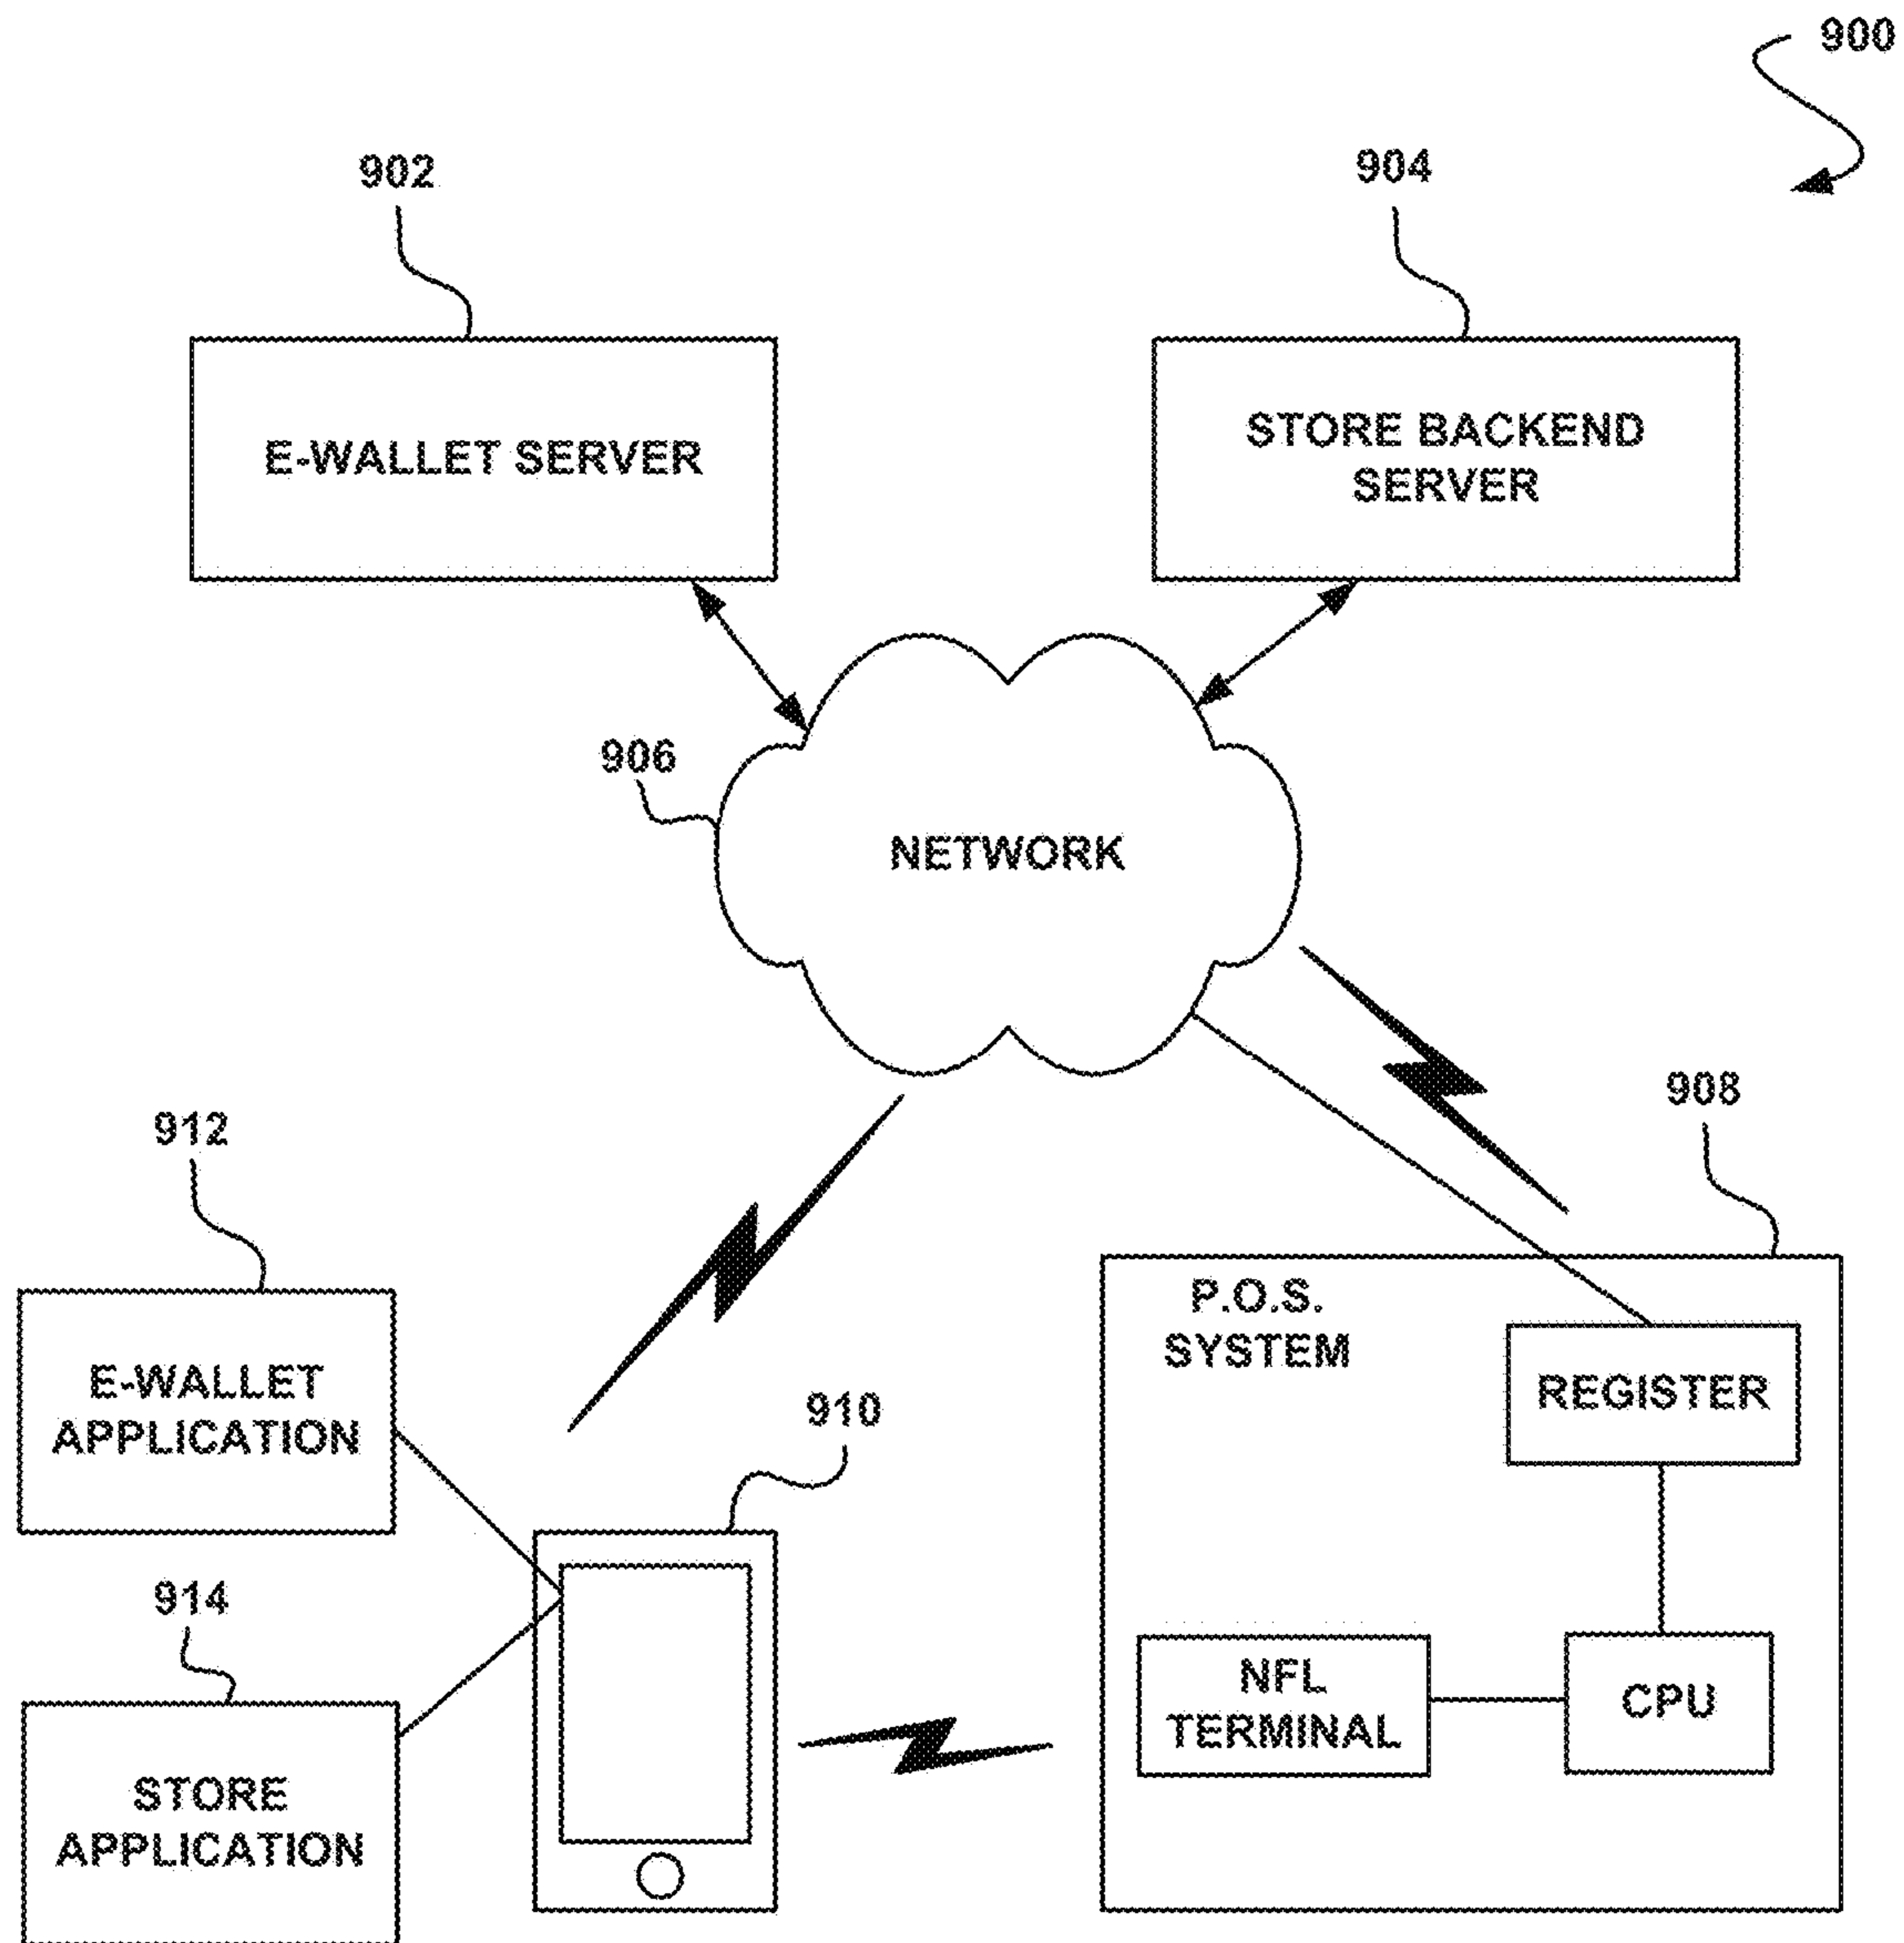 900
902
904
E-WALLET SERVER
STORE BACKEND
SERVER
906
NETWORK
908
912
P.O.S.
SYSTEM
E-WALLET
APPLICATION
REGISTER
910
914
NFL
TERMINAL
CPU
STORE
APPLICATION